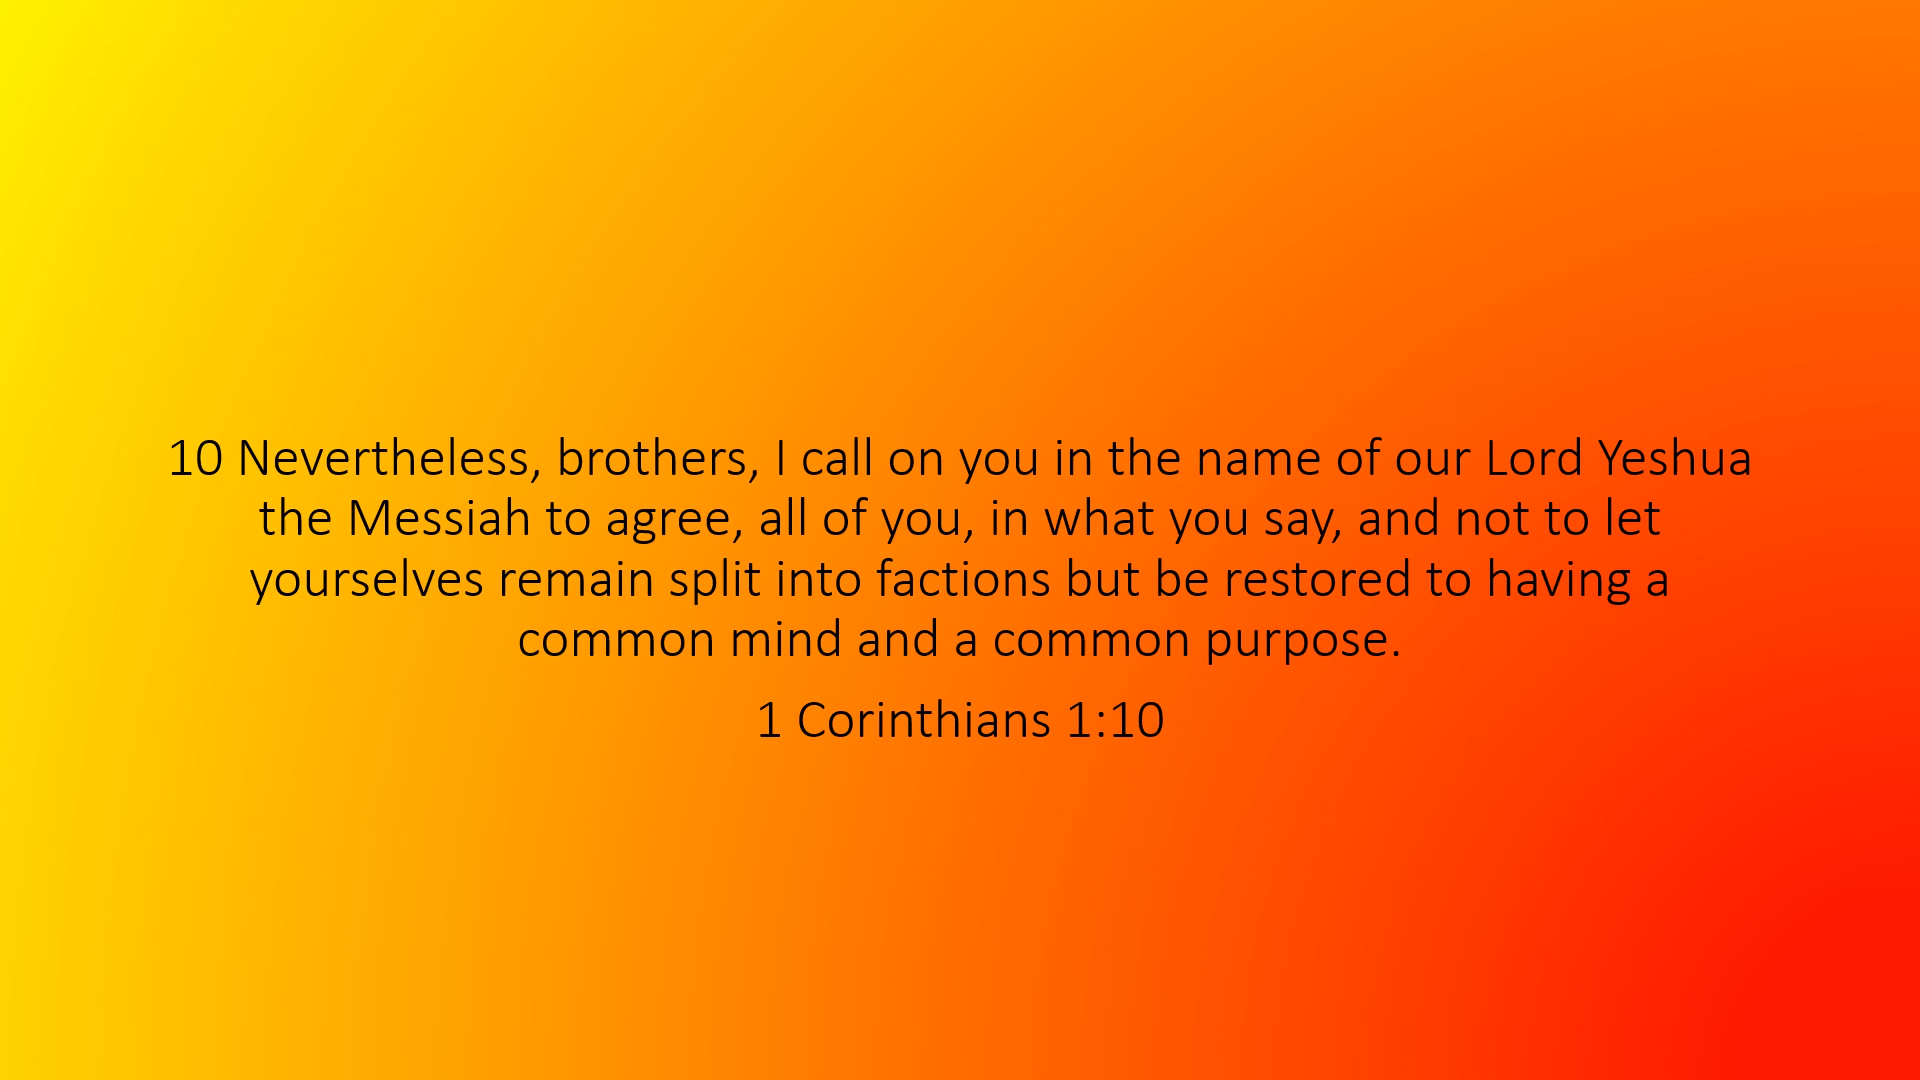 10 Nevertheless, brothers, I call on you in the name of our Lord Yeshua
the Messiah to agree, all of you, in what you say, and not to let
yourselves remain split into factions but be restored to having a
common mind and a common purpose.
1 Corinthians 1:10